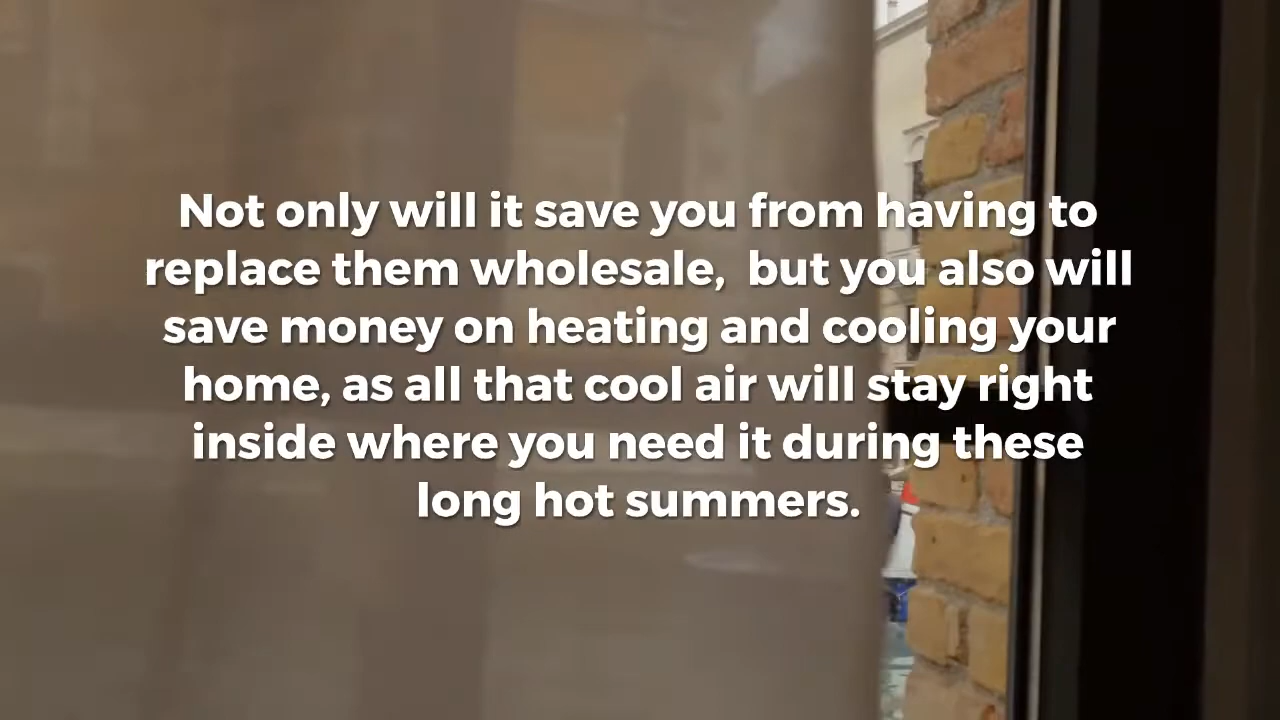 Not only will it save you from having to
replace them wholesale,  but you also will
save money on heating and cooling your
home, as all that cool air will stay right
inside where you need it during these
long hot summers.